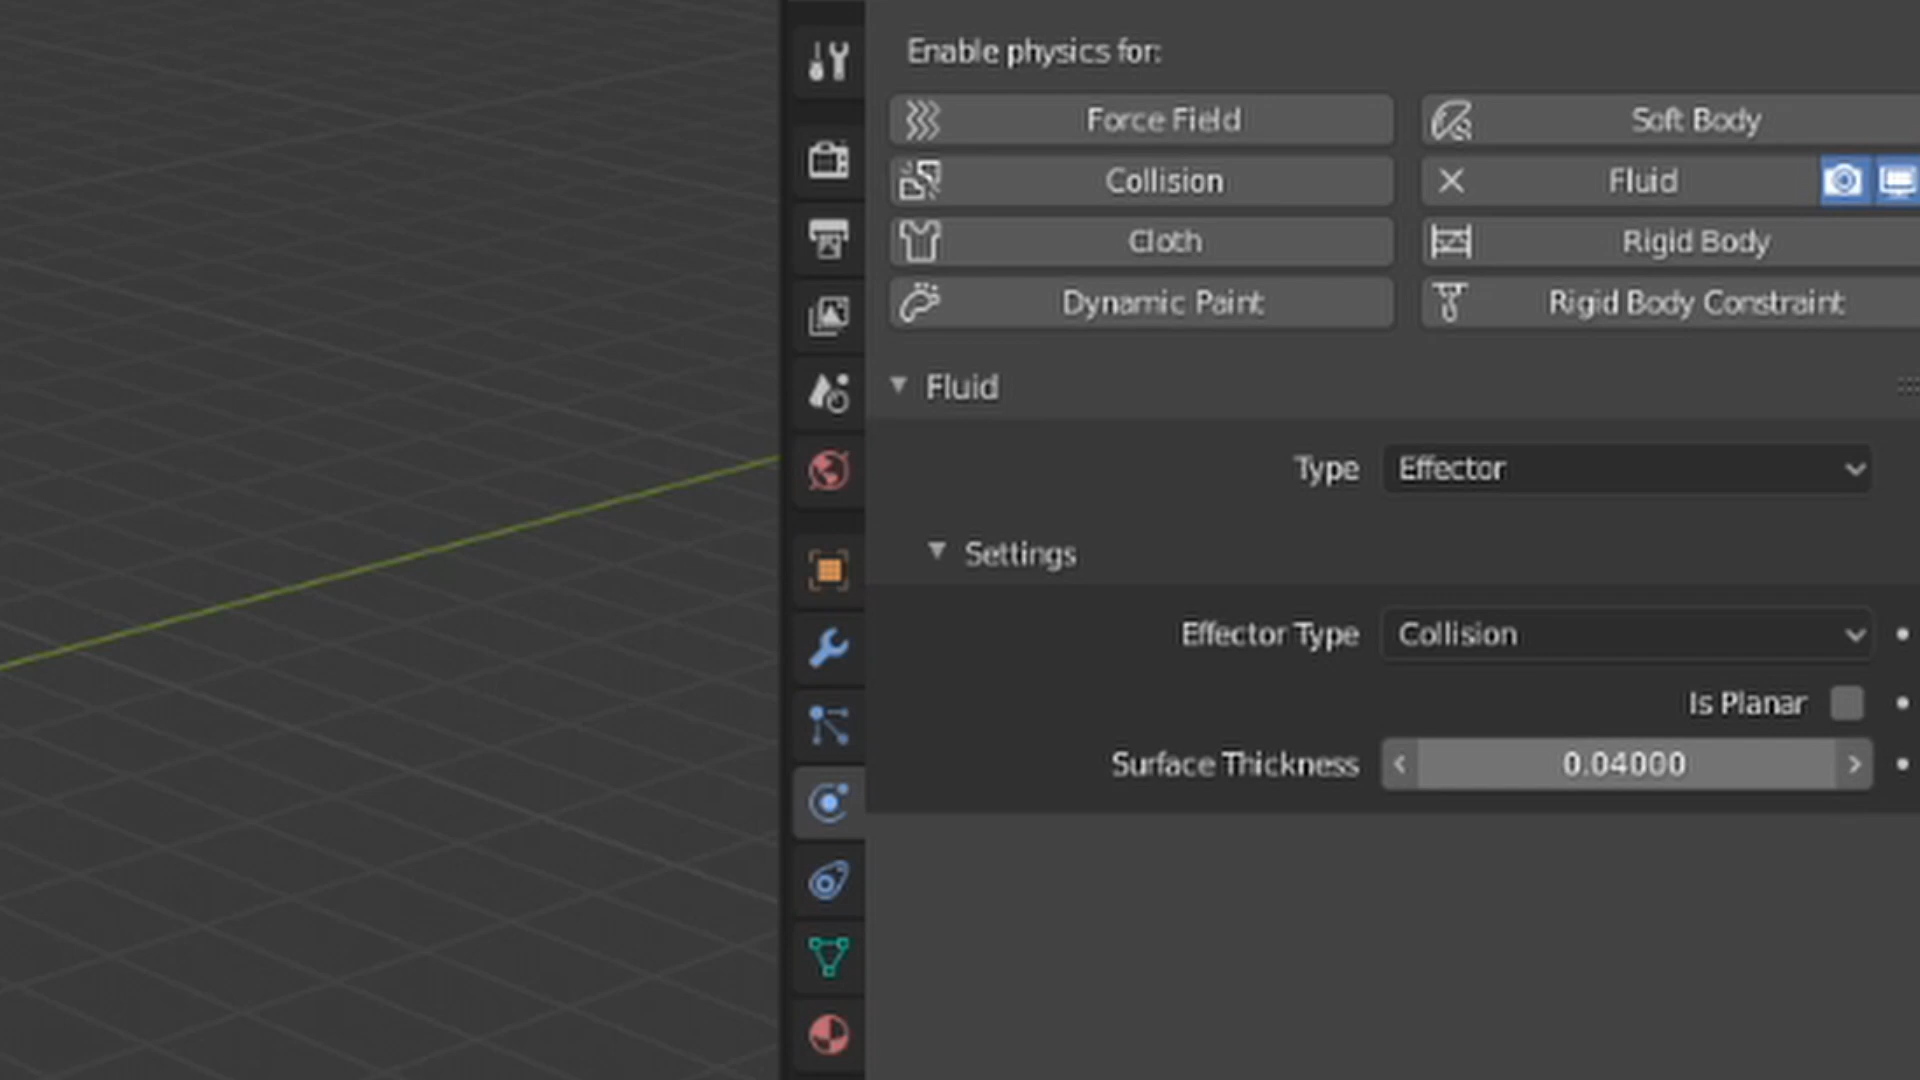 Enable physics for:
Force Field
Soft Body
Collision
Fluid
Cloth
Rigid Body
Dynamic Paint
Rigid Body Constraint
Fluid
Type Effector
Settings
Effector Type Collision
Is Planar
Surface Thickness 0.04000